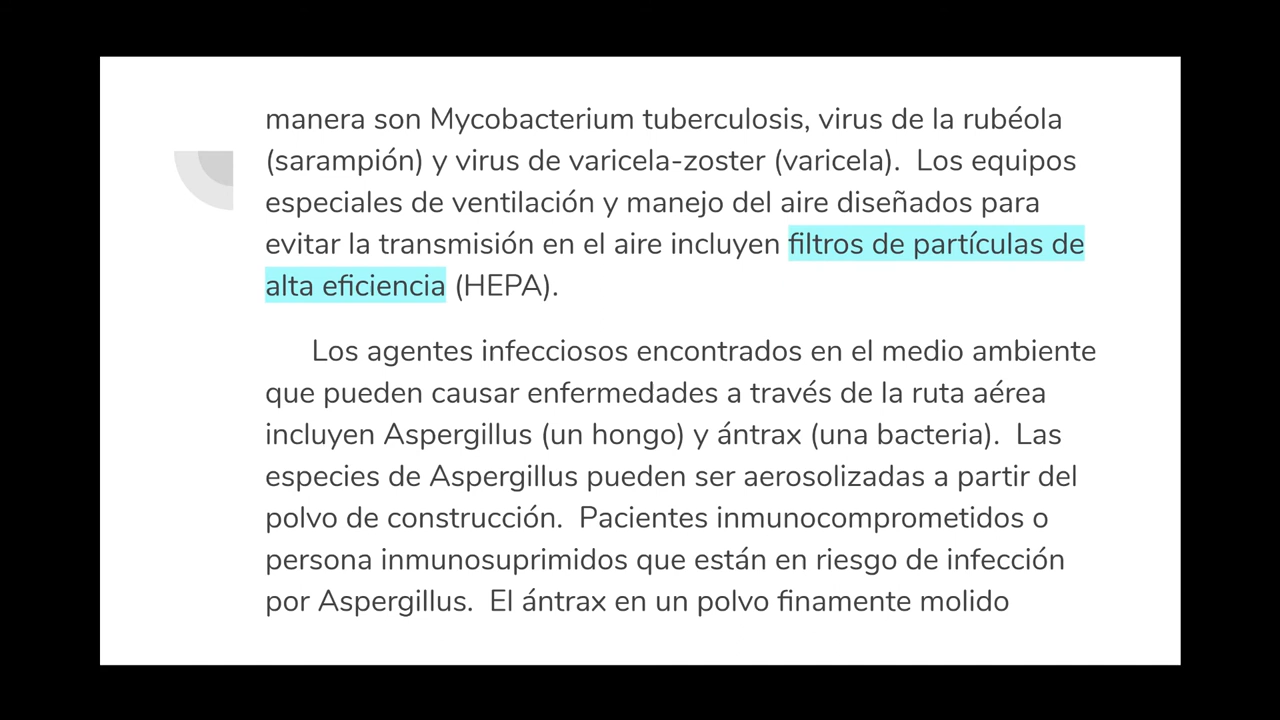 manera son Mycobacterium tuberculosis, virus de la rubéola
(sarampión) y virus de varicela-zoster (varicela).  Los equipos
especiales de ventilación y manejo del aire diseñados para
evitar la transmisión en el aire incluyen filtros de partículas de
alta eficiencia (HEPA).
Los agentes infecciosos encontrados en el medio ambiente
que pueden causar enfermedades a través de la ruta aérea
incluyen Aspergillus (un hongo) y ántrax (una bacteria).  Las
especies de Aspergillus pueden ser aerosolizadas a partir del
polvo de construcción.  Pacientes inmunocomprometidos o
persona inmunosuprimidos que están en riesgo de infección
por Aspergillus.  El ántrax en un polvo finamente molido